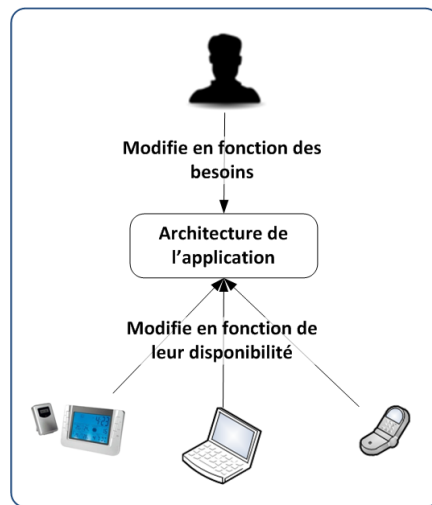 Modifie en fonction des
besoins
Architecture de
l'application
Modifie en fonction de
leur disponibilité